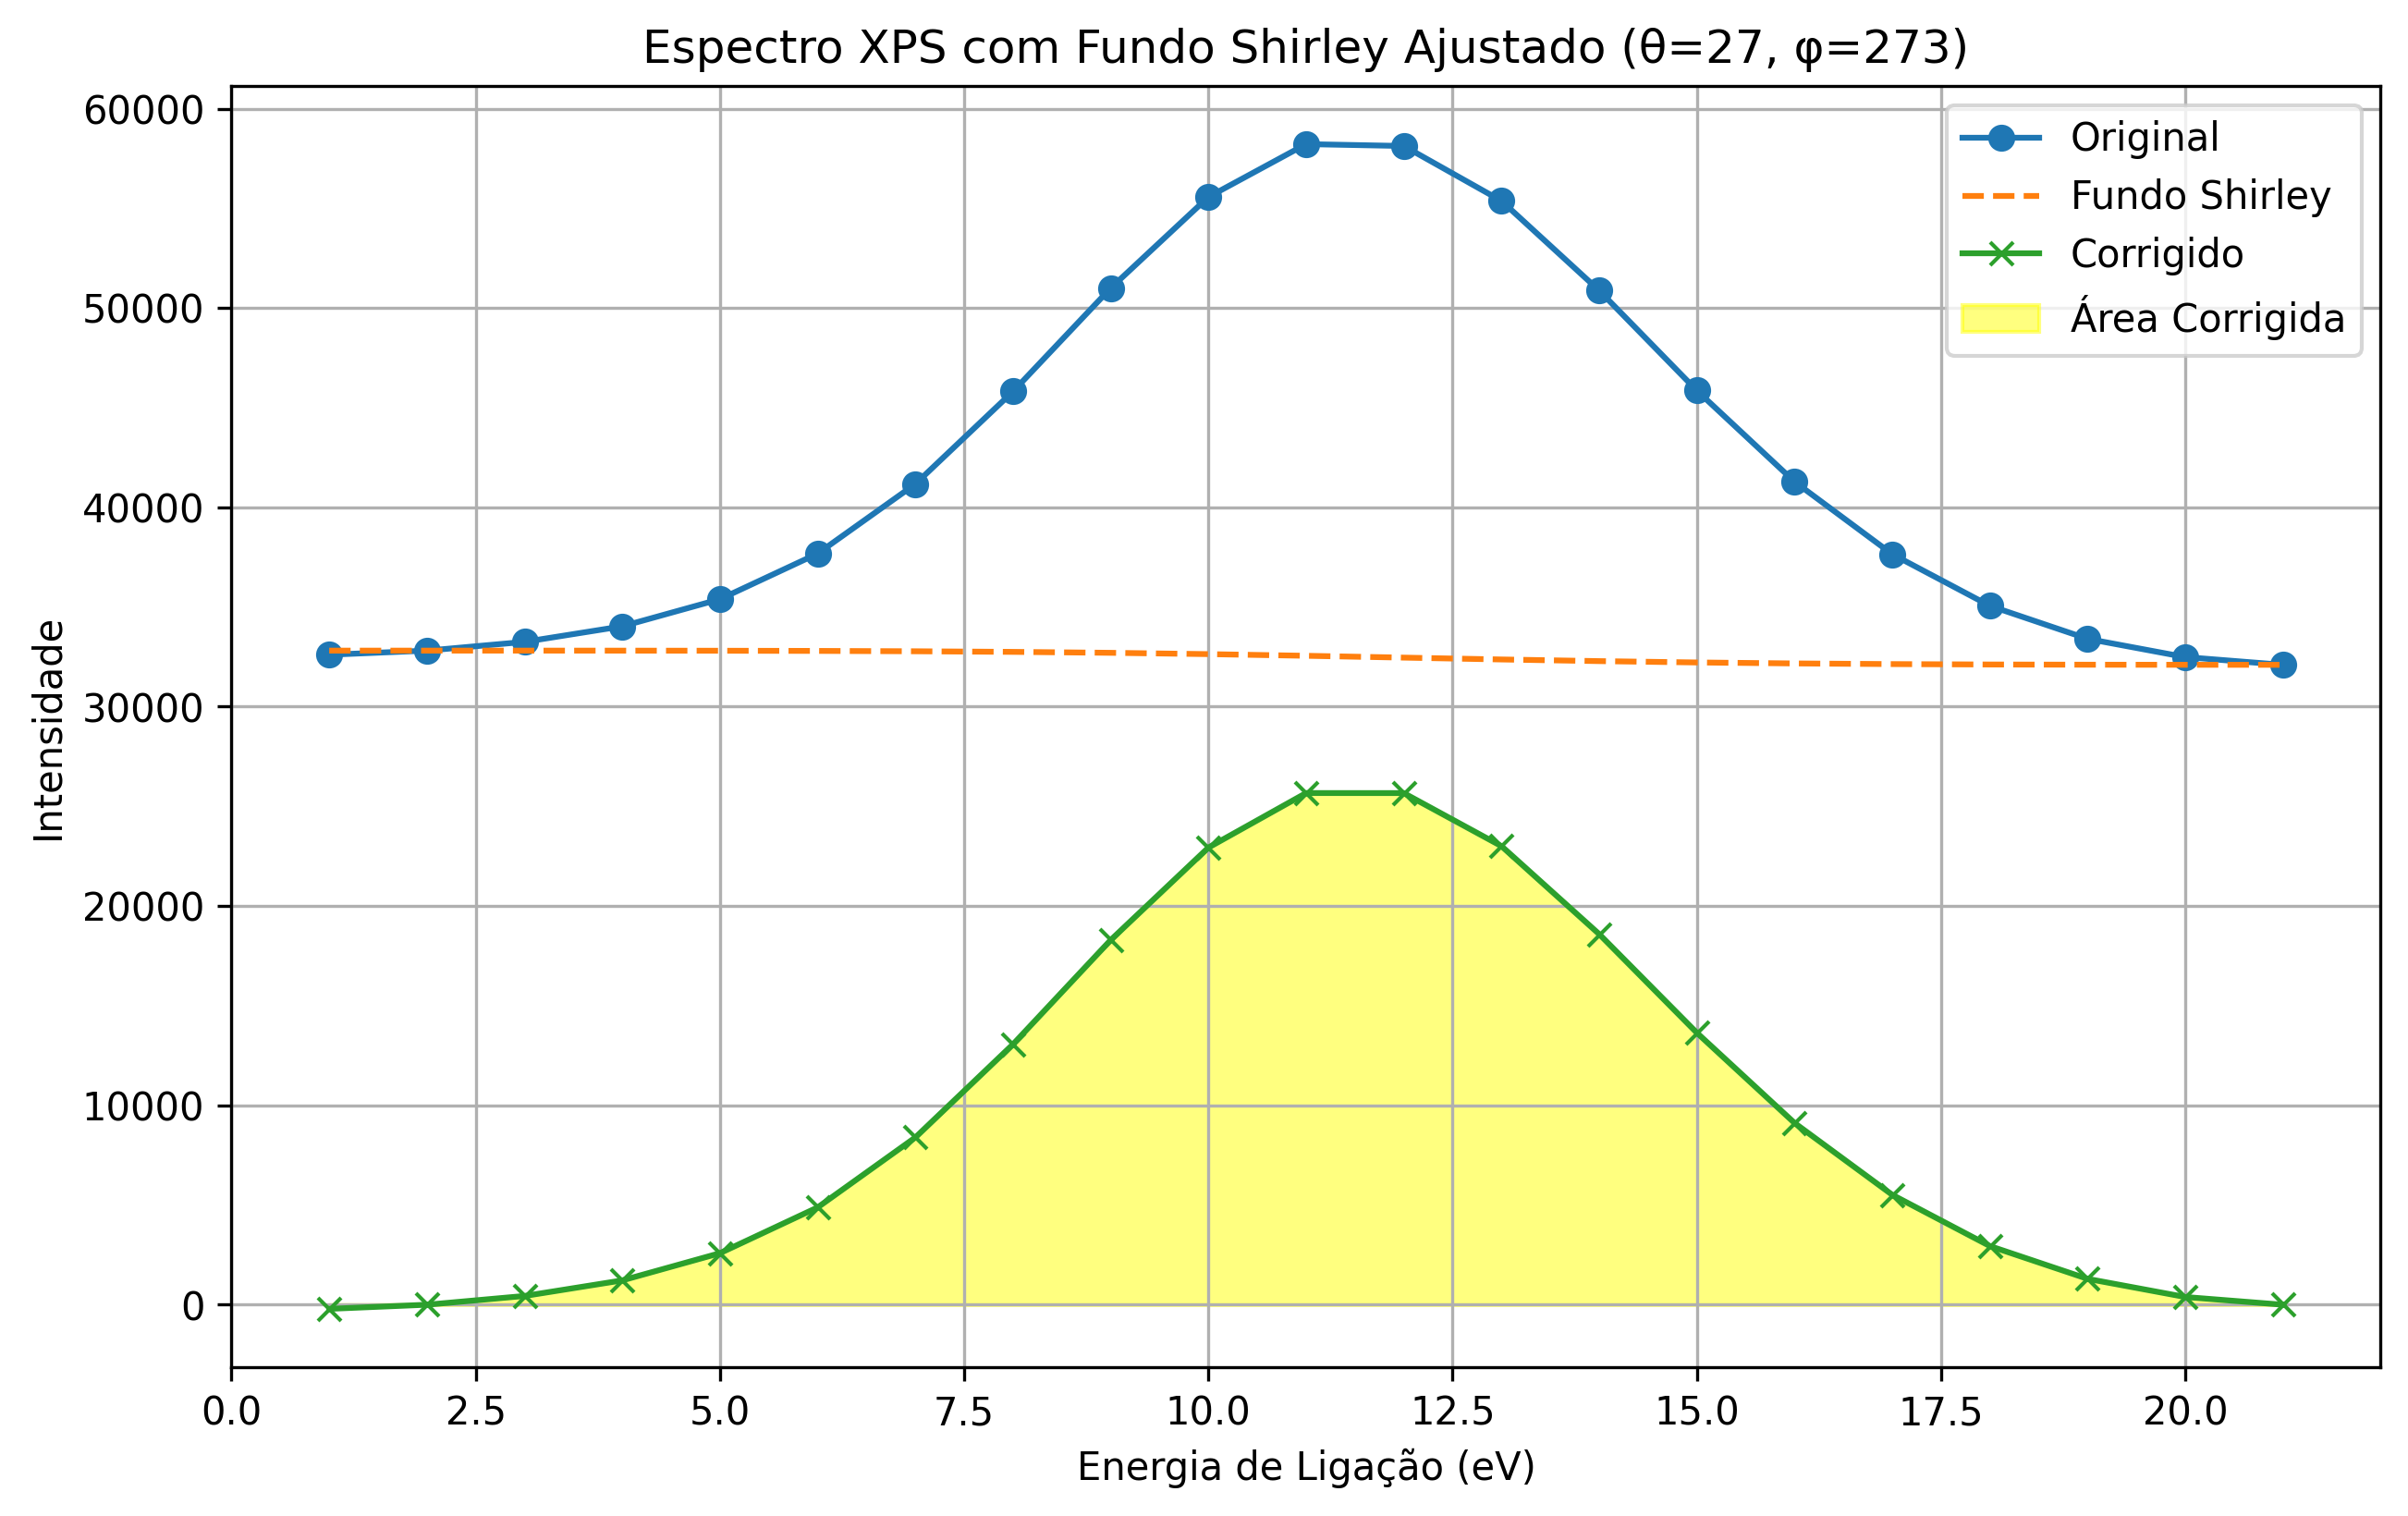 Espectro XPS com Fundo Shirley Ajustado (θ=27, φ=273)
60000
50000
40000
30000
20000
10000
0
Intensidade
Original
Fundo Shirley
Corrigido
Área Corrigida
0.0 2.5 5.0 7.5 10.0 12.5 15.0 17.5 20.0
Energia de Ligação (eV)